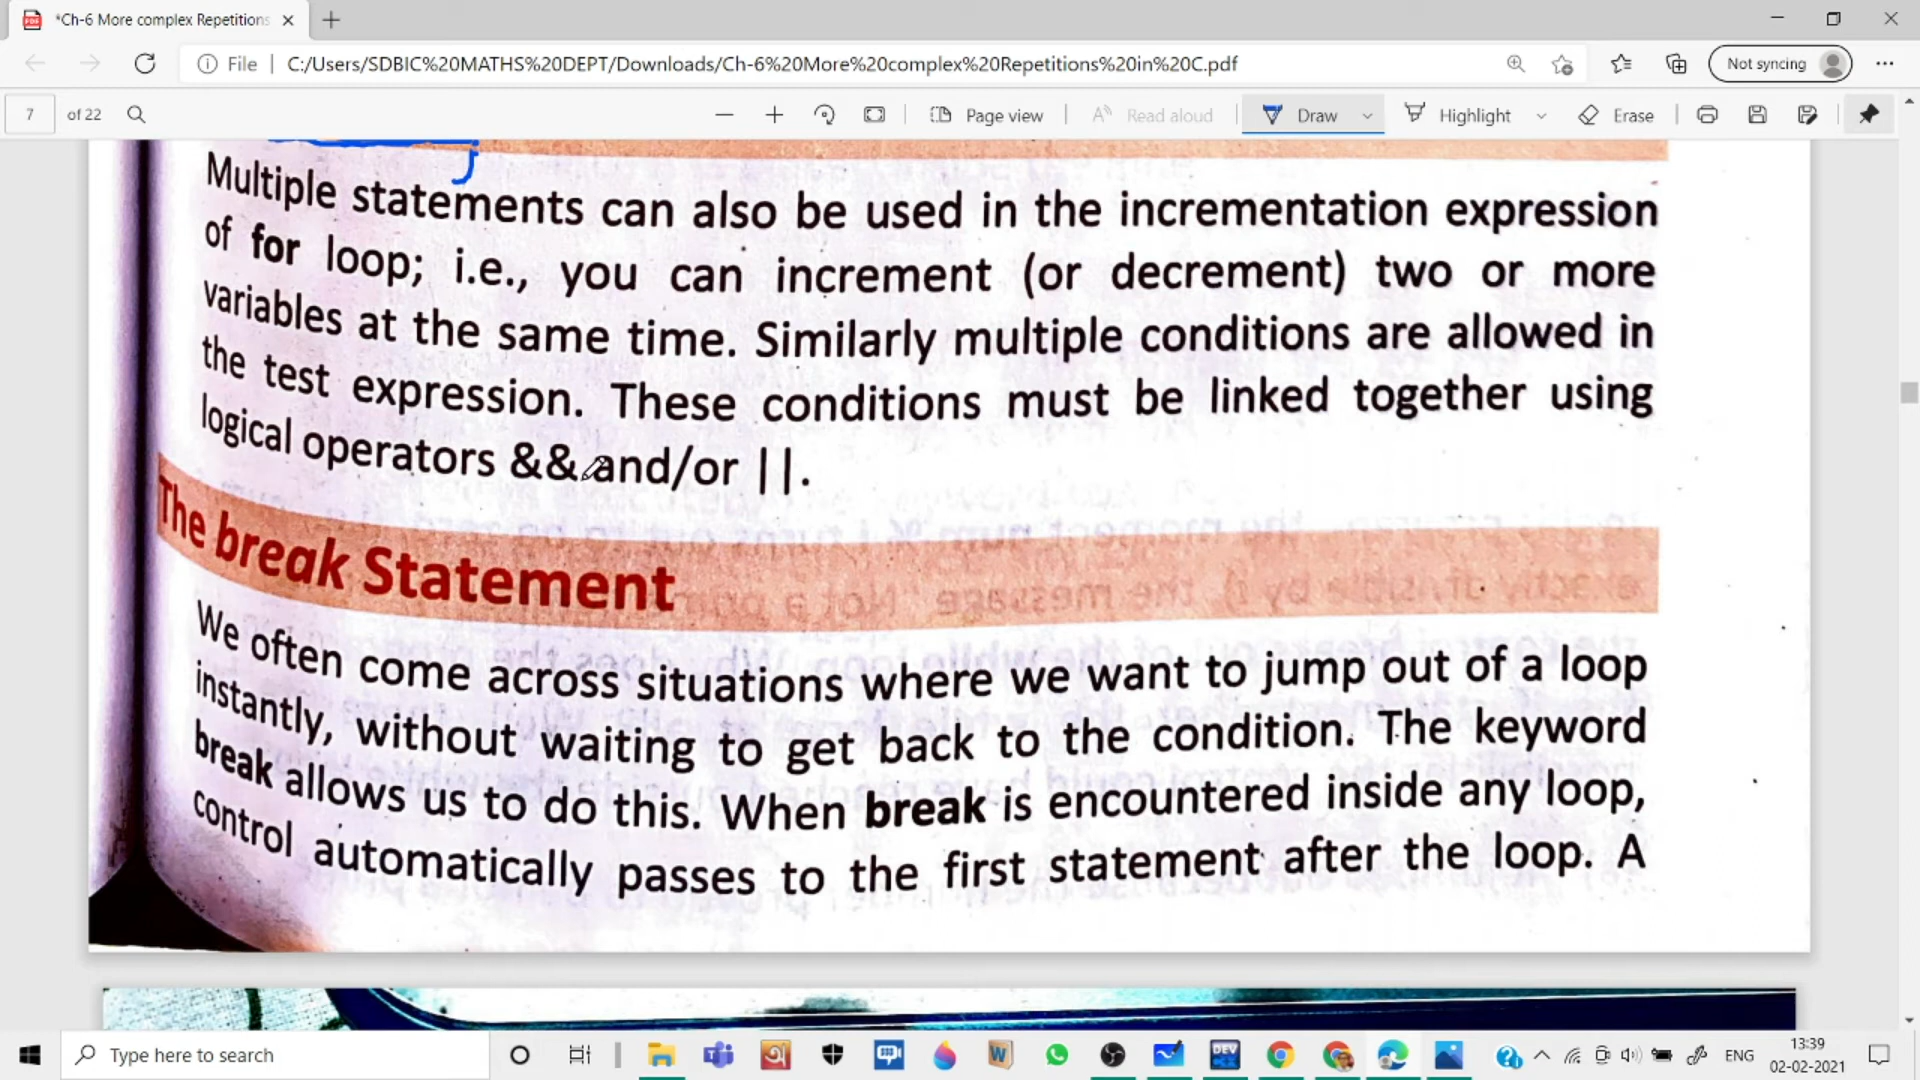 *Ch-6 More complex Repetitions
File C:/Users/SDBIC%20MATHS%20DEPT/Downloads/Ch-6%20More%20complex%20Repetitions%20in%20C.pdf Not syncing
7 of 22 Page view Read aloud Draw Highlight Erase
Multiple statements can also be used in the incrementation expression
of for loop; i.e., you can increment (or decrement) two or more
variables at the same time. Similarly multiple conditions are allowed in
the test expression. These conditions must be linked together using
logical operators && and/or ||.
The break Statement
We often come across situations where we want to jump out of a loop
instantly, without waiting to get back to the condition. The keyword
break allows us to do this. When break is encountered inside any loop,
control automatically passes to the first statement after the loop. A
Type here to search ENG 13:39
02-02-2021